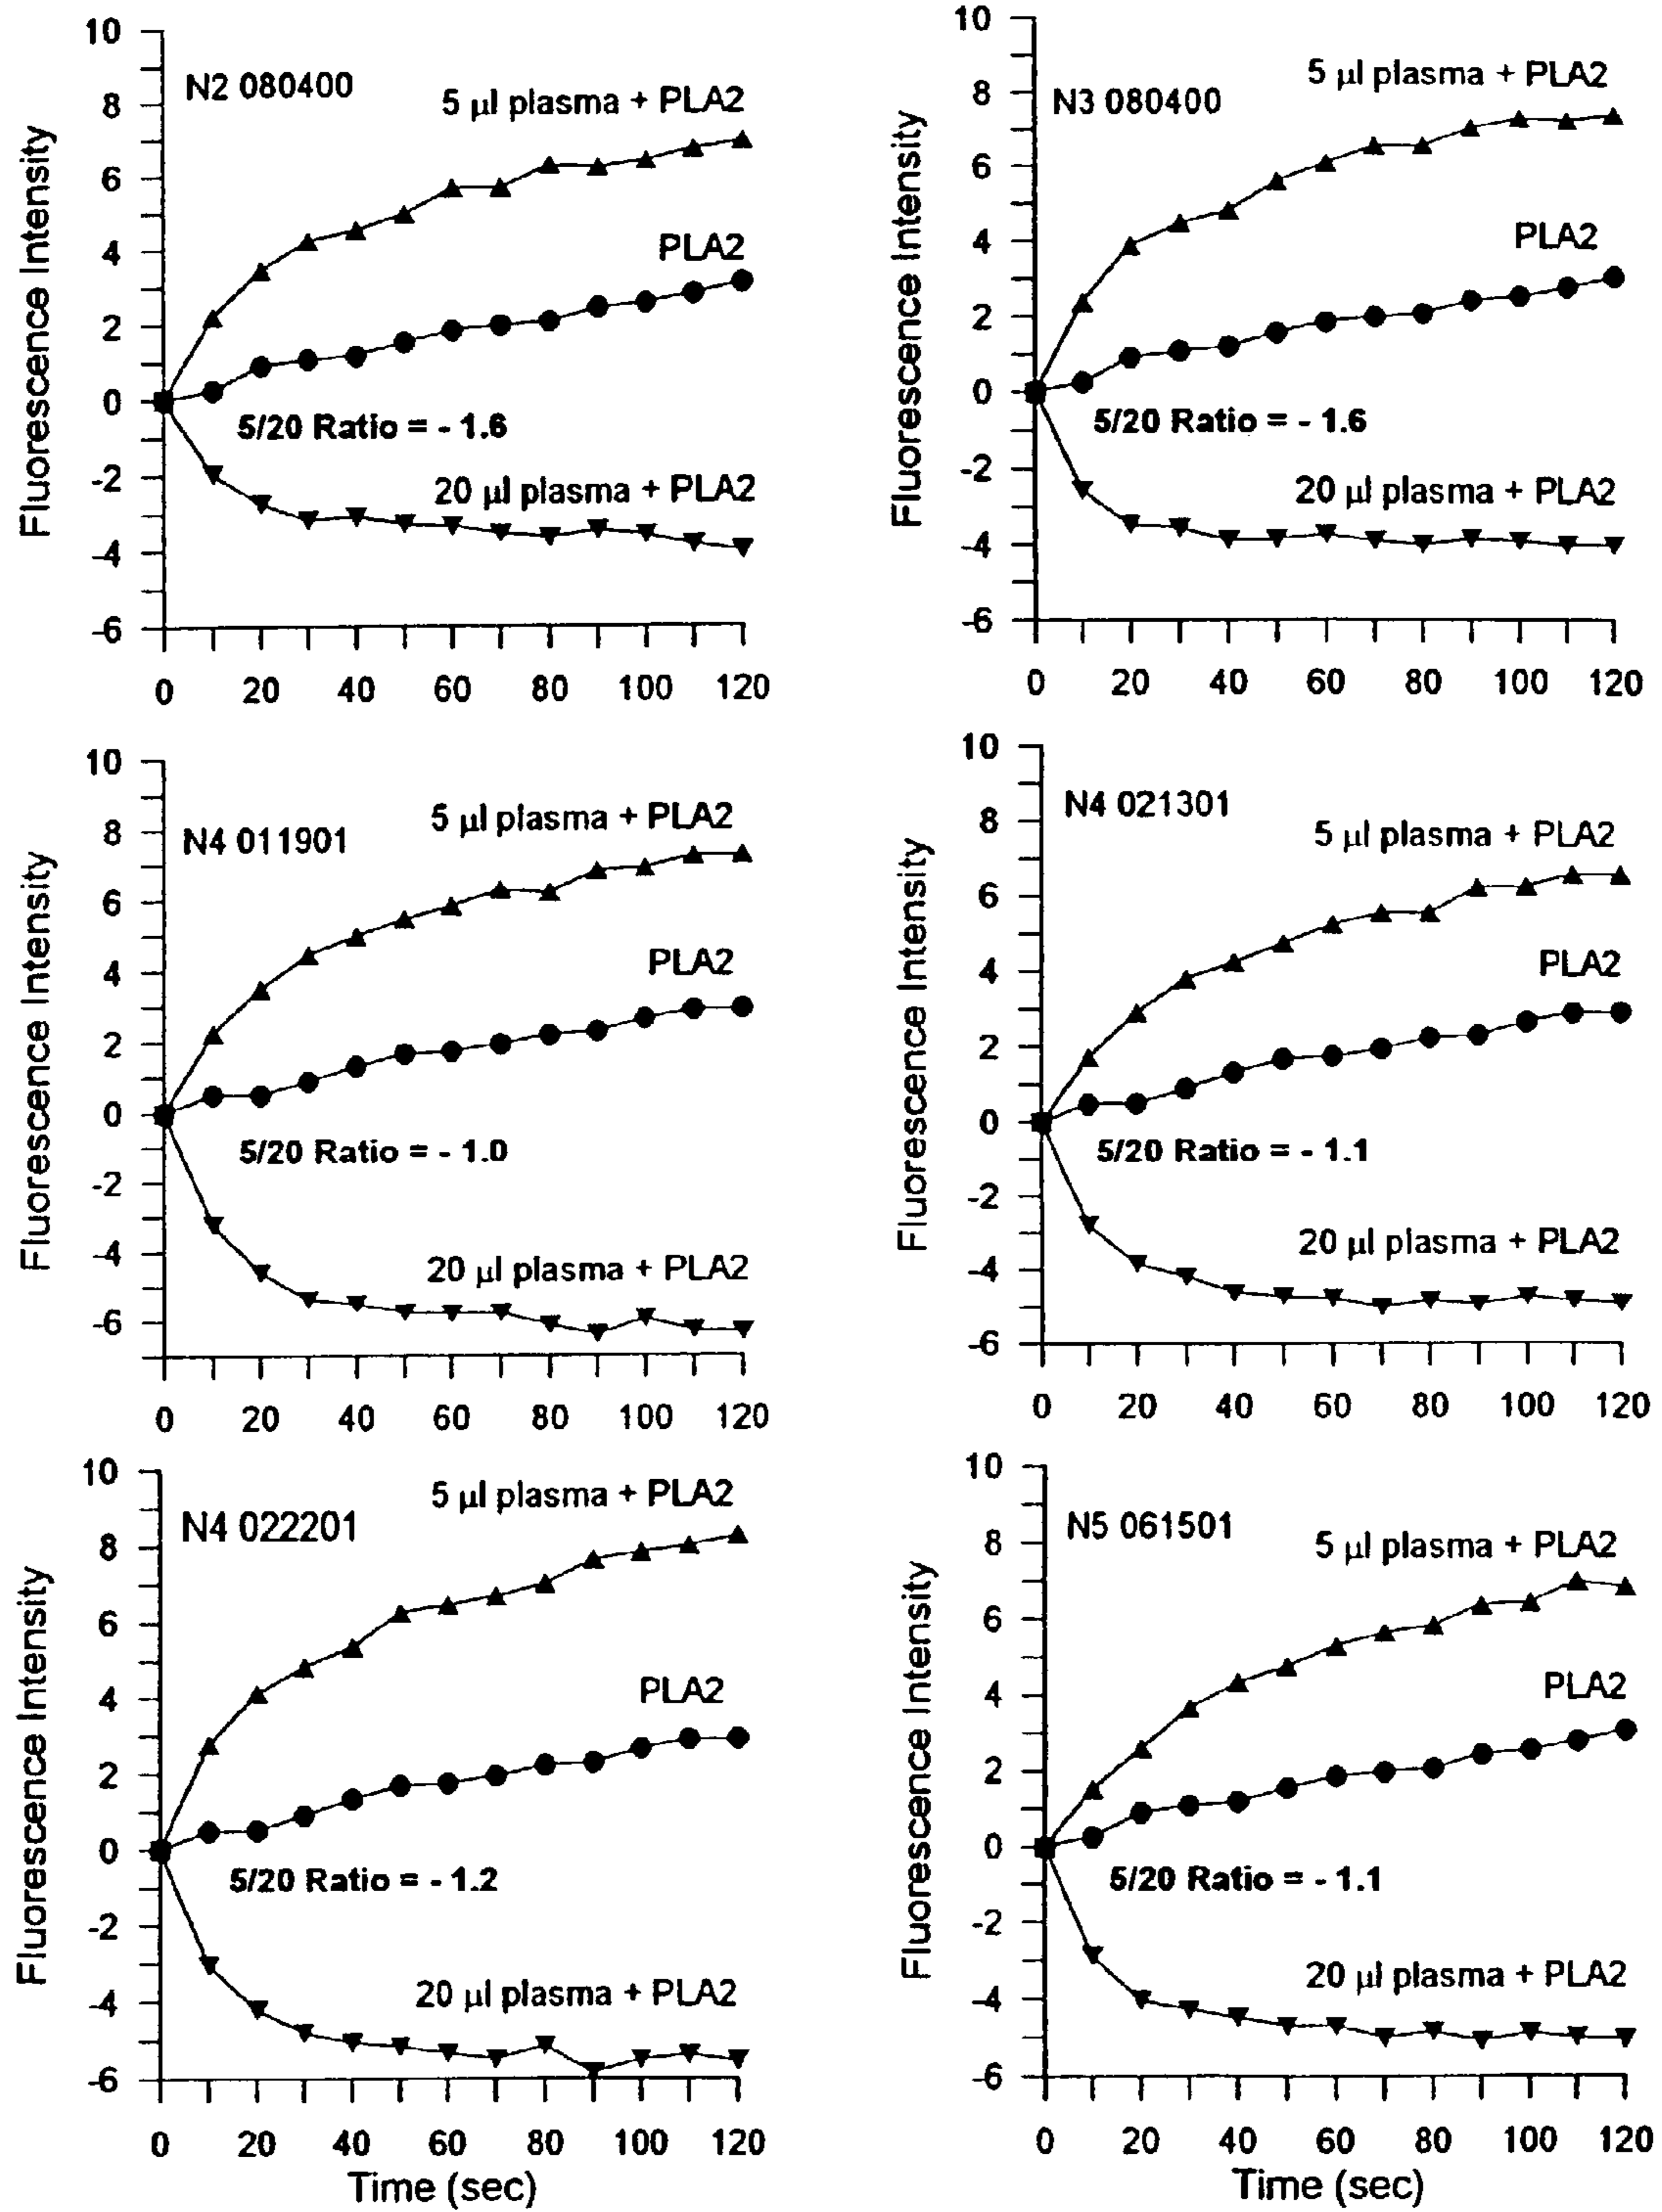 10
8
6
4
2
0
-2
-4
-6
Fluorescence Intensity
N2 080400
5 µl plasma + PLA2
PLA2
5/20 Ratio = - 1.6
20 µl plasma + PLA2
0 20 40 60 80 100 120
10
8
6
4
2
0
-2
-4
-6
Fluorescence Intensity
N3 080400
5 µl plasma + PLA2
PLA2
5/20 Ratio = - 1.6
20 µl plasma + PLA2
0 20 40 60 80 100 120
10
8
6
4
2
0
-2
-4
-6
Fluorescence Intensity
N4 011901
5 µl plasma + PLA2
PLA2
5/20 Ratio = - 1.0
20 µl plasma + PLA2
0 20 40 60 80 100 120
10
8
6
4
2
0
-2
-4
-6
Fluorescence Intensity
N4 021301
5 µl plasma + PLA2
PLA2
5/20 Ratio = - 1.1
20 µl plasma + PLA2
0 20 40 60 80 100 120
10
8
6
4
2
0
-2
-4
-6
Fluorescence Intensity
N4 022201
5 µl plasma + PLA2
PLA2
5/20 Ratio = - 1.2
20 µl plasma + PLA2
0 20 40 60 80 100 120
Time (sec)
10
8
6
4
2
0
-2
-4
-6
Fluorescence Intensity
N5 061501
5 µl plasma + PLA2
PLA2
5/20 Ratio = - 1.1
20 µl plasma + PLA2
0 20 40 60 80 100 120
Time (sec)